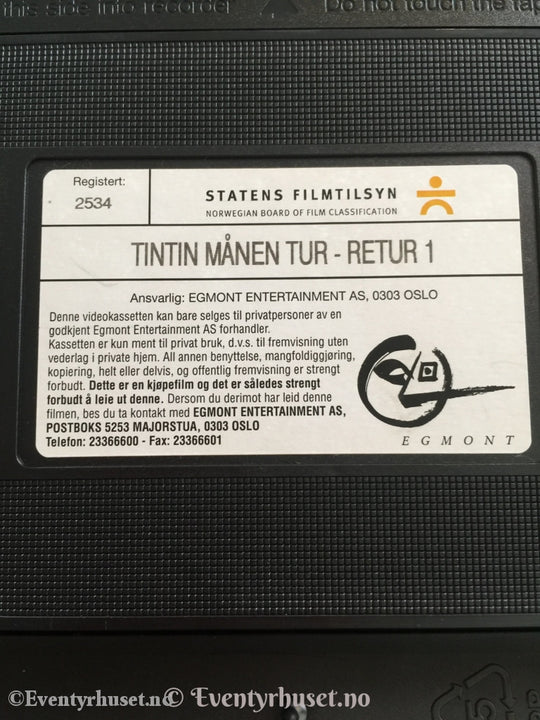 this side into recorder Do not touch the tap
Registert:
2534
STATENS FILMTILSYN
NORWEGIAN BOARD OF FILM CLASSIFICATION
TINTIN MÅNEN TUR - RETUR 1
Ansvarlig: EGMONT ENTERTAINMENT AS, 0303 OSLO
Denne videokassetten kan bare selges til privatpersoner av en
godkjent Egmont Entertainment AS forhandler.
Kassetten er kun ment til privat bruk, d.v.s. til fremvisning uten
vederlag i private hjem. All annen benyttelse, mangfoldiggjøring,
kopiering, helt eller delvis, og offentlig fremvisning er strengt
forbudt. Dette er en kjøpefilm og det er således strengt
forbudt å leie ut denne. Dersom du derimot har leid denne
filmen, bes du ta kontakt med EGMONT ENTERTAINMENT AS,
POSTBOKS 5253 MAJORSTUA, 0303 OSLO
Telefon: 23366600 - Fax: 23366601
EGMONT
©Eventyrhuset.no © Eventyrhuset.no